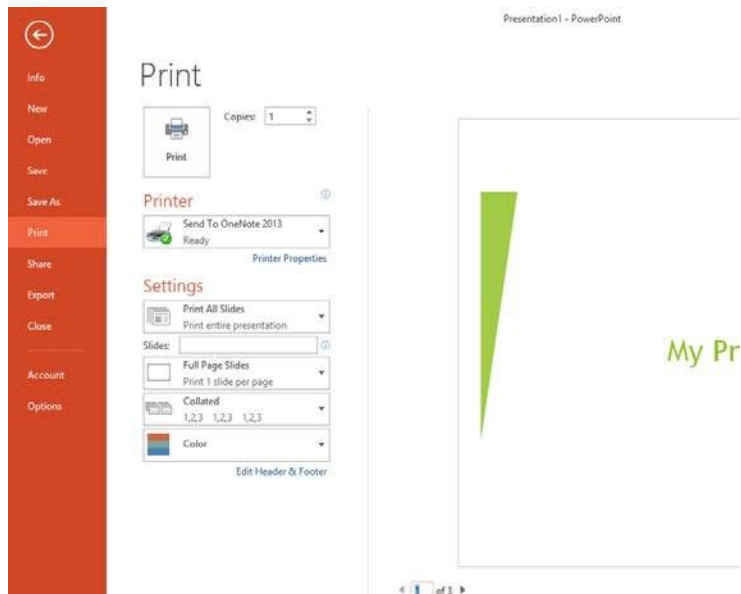 Presentation1 - PowerPoint
Info
New
Open
Save
Save As
Print
Share
Export
Close
Account
Options
Print
Print
Copies: 1
Printer
Send To OneNote 2013
Ready
Printer Properties
Settings
Print All Slides
Print entire presentation
Slides:
Full Page Slides
Print 1 slide per page
Collated
1,2,3 1,2,3 1,2,3
Color
Edit Header & Footer
My Pr
1 of 3